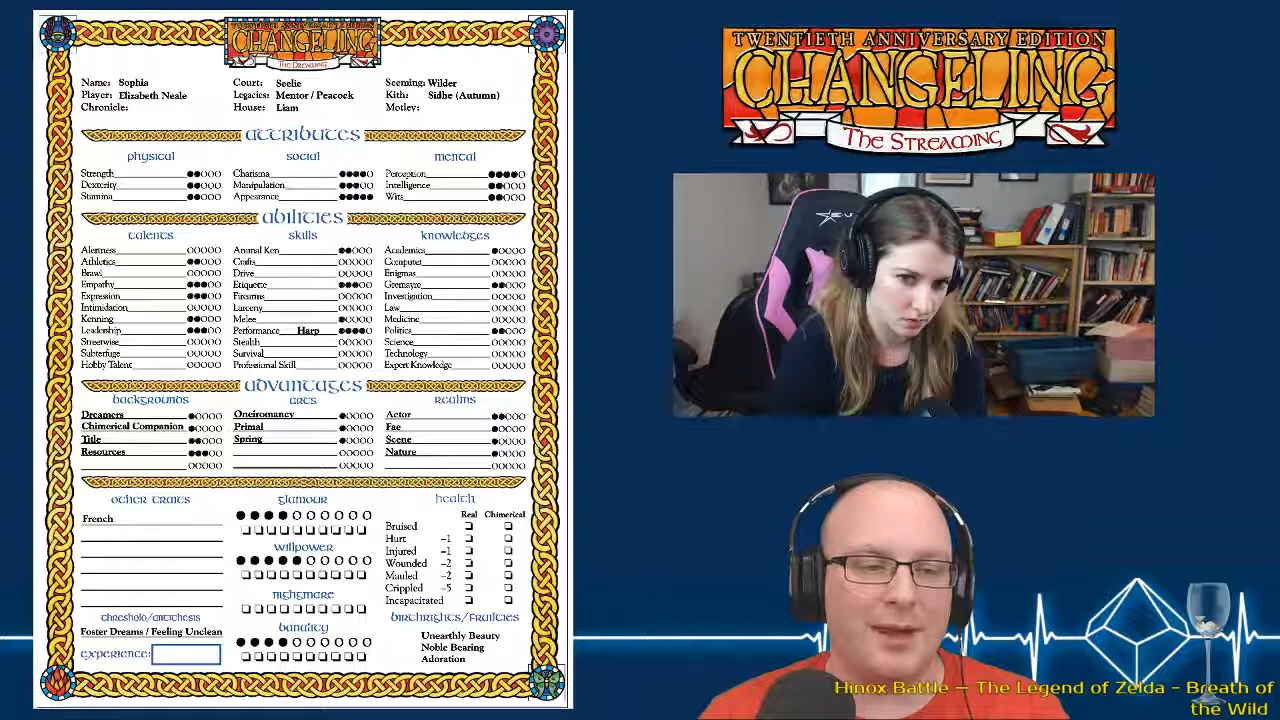 TWENTIETH ANNIVERSARY EDITION
CHANGELING
THE DREAMING
Name: Sophia
Player: Elizabeth Neale
Chronicle:
Court: Seelie
Legacies: Mentor / Peacock
House: Liam
Seeming: Wilder
Kith: Sidhe (Autumn)
Motley:
attributes
physical
social
mental
Strength
Dexterity
Stamina
Charisma
Manipulation
Appearance
Perception
Intelligence
Wits
abilities
talents
skills
knowledges
Alertness
Athletics
Brawl
Empathy
Expression
Intimidation
Kenning
Leadership
Streetwise
Subterfuge
Hobby Talent
Animal Ken
Crafts
Drive
Etiquette
Firearms
Larceny
Melee
Performance Harp
Stealth
Survival
Professional Skill
Academics
Computer
Enigmas
Gremayre
Investigation
Law
Medicine
Politics
Science
Technology
Expert Knowledge
advantages
backgrounds
arts
realms
Dreamers
Chimerical Companion
Title
Resources
Oneiromancy
Primal
Spring
Actor
Fae
Scene
Nature
other traits
French
threshold/antithesis
Foster Dreams / Feeling Unclean
experience:
glamour
willpower
nightmare
banality
health
Real Chimerical
Bruised
Hurt -1
Injured -1
Wounded -2
Mauled -2
Crippled -5
Incapacitated
birthrights/frailties
Unearthly Beauty
Noble Bearing
Adoration
TWENTIETH ANNIVERSARY EDITION
CHANGELING
The Streaming
Hinox Battle – The Legend of Zelda - Breath of
the Wild